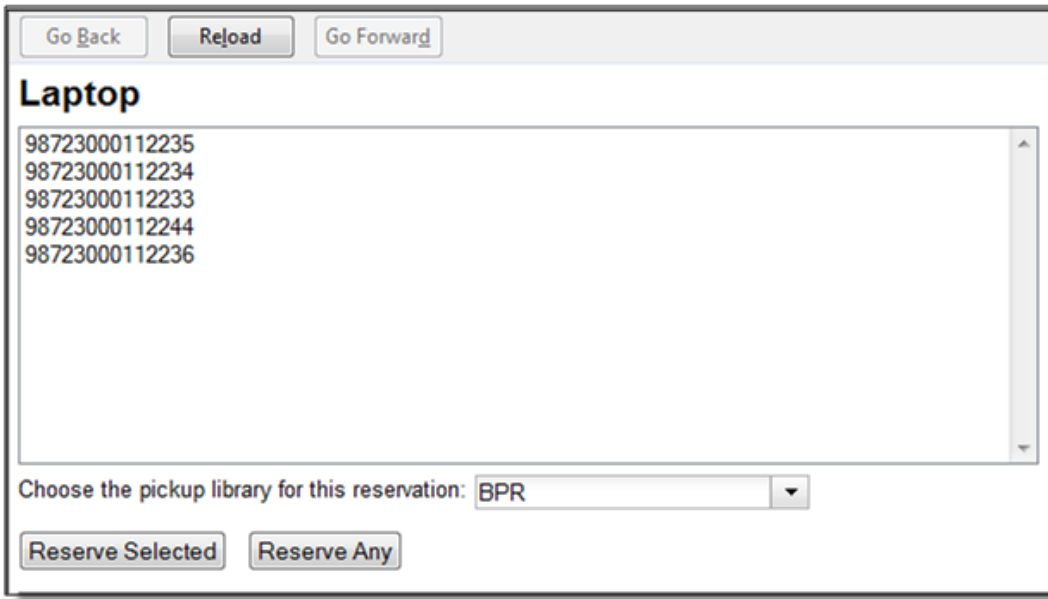 Go Back Reload Go Forward
Laptop
98723000112235
98723000112234
98723000112233
98723000112244
98723000112236
Choose the pickup library for this reservation: BPR
Reserve Selected Reserve Any